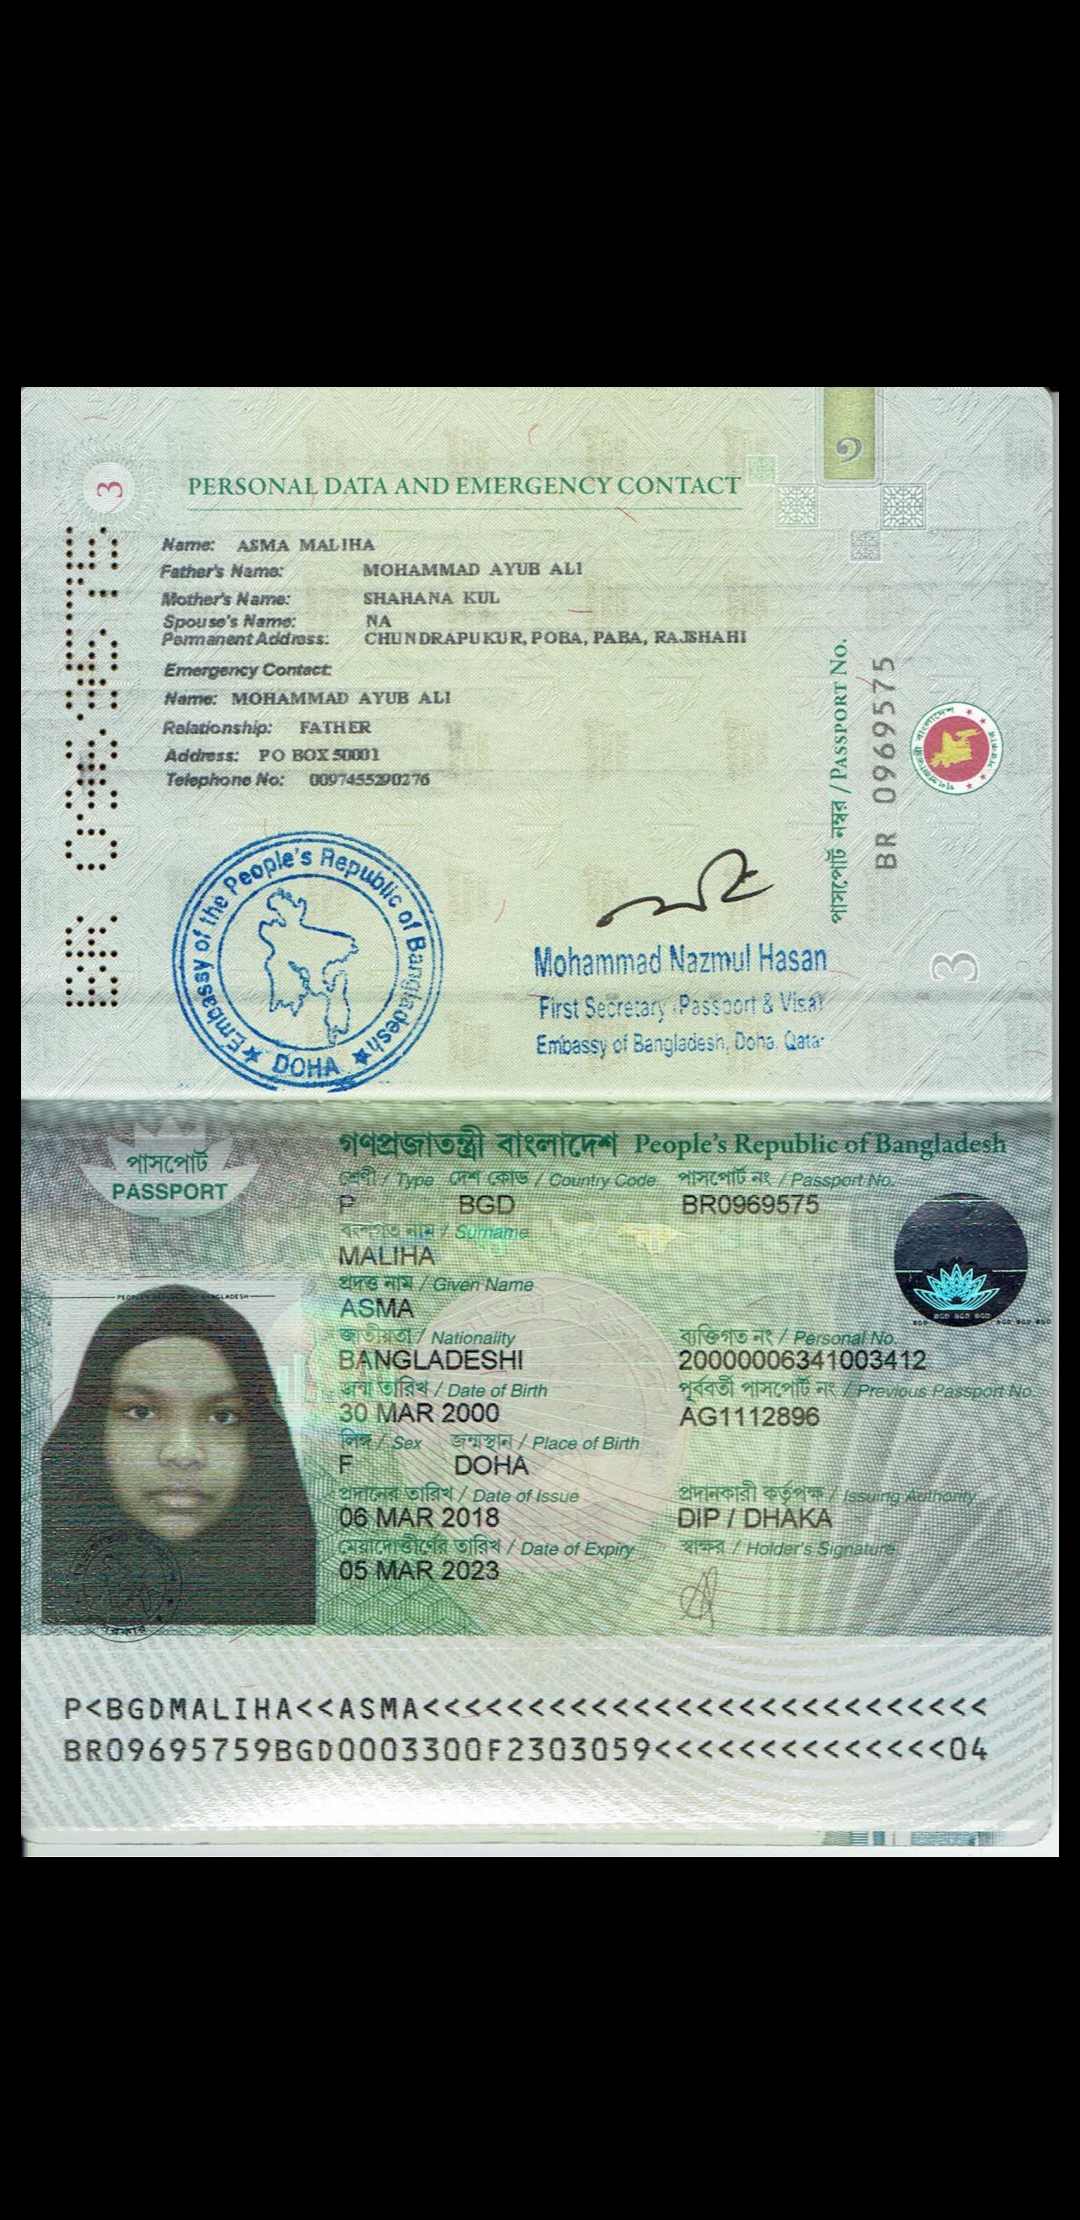 3
১
PERSONAL DATA AND EMERGENCY CONTACT
Name: ASMA MALIHA
Father's Name: MOHAMMAD AYUB ALI
Mother's Name: SHAHANA KUL
Spouse's Name: NA
Permanent Address: CHUNDRAPUKUR, POBA, PABA, RAJSHAHI
Emergency Contact:
Name: MOHAMMAD AYUB ALI
Relationship: FATHER
Address: PO BOX 50001
Telephone No: 0097455290276
BR 0969575
পাসপোর্ট নম্বর / PASSPORT No.
BR 0969575
3
Embassy of the People's Republic of Bangladesh
DOHA
Mohammad Nazmul Hasan
First Secretary (Passport & Visa)
Embassy of Bangladesh, Doha, Qatar
পাসপোর্ট
PASSPORT
গণপ্রজাতন্ত্রী বাংলাদেশ People's Republic of Bangladesh
শ্রেণী / Type দেশ কোড / Country Code পাসপোর্ট নং / Passport No.
P BGD BR0969575
বংশগত নাম / Surname
MALIHA
প্রদত্ত নাম / Given Name
ASMA
জাতীয়তা / Nationality ব্যক্তিগত নং / Personal No.
BANGLADESHI 20000006341003412
জন্ম তারিখ / Date of Birth পূর্ববর্তী পাসপোর্ট নং / Previous Passport No.
30 MAR 2000 AG1112896
লিঙ্গ / Sex জন্মস্থান / Place of Birth
F DOHA
প্রদানের তারিখ / Date of Issue প্রদানকারী কর্তৃপক্ষ / Issuing Authority
06 MAR 2018 DIP / DHAKA
মেয়াদোত্তীর্ণের তারিখ / Date of Expiry স্বাক্ষর / Holder's Signature
05 MAR 2023
BGD BGD BGD
P<BGDMALIHA<<ASMA<<<<<<<<<<<<<<<<<<<<<<<<<<<
BR09695759BGD0003300F2303059<<<<<<<<<<<<<<04